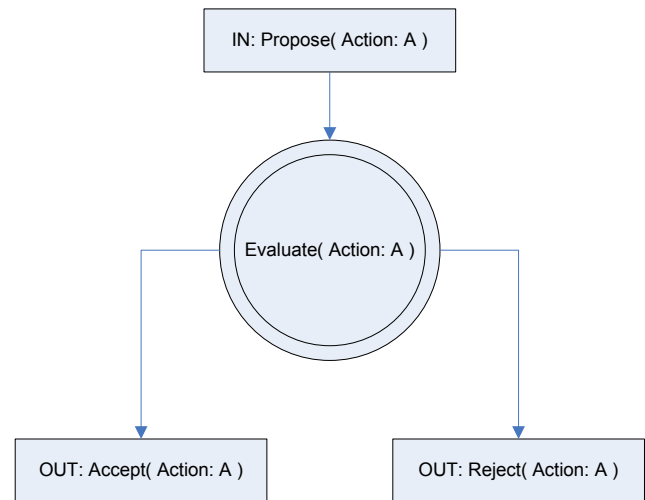 IN: Propose( Action: A )
Evaluate( Action: A )
OUT: Accept( Action: A )
OUT: Reject( Action: A )